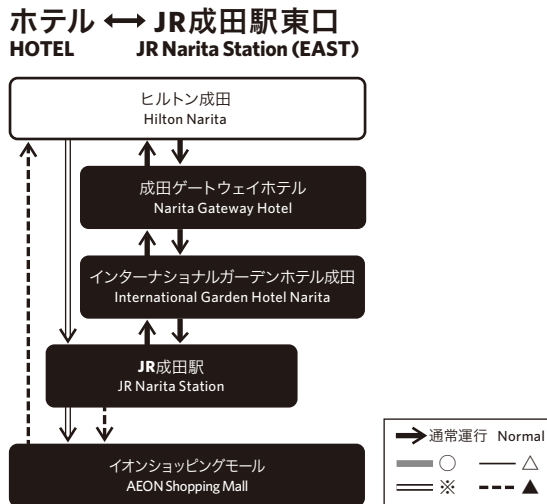 ホテル ⟷ JR成田駅東口
HOTEL JR Narita Station (EAST)
ヒルトン成田
Hilton Narita
成田ゲートウェイホテル
Narita Gateway Hotel
インターナショナルガーデンホテル成田
International Garden Hotel Narita
JR成田駅
JR Narita Station
イオンショッピングモール
AEON Shopping Mall
通常運行 Normal
○ △
※ ▲